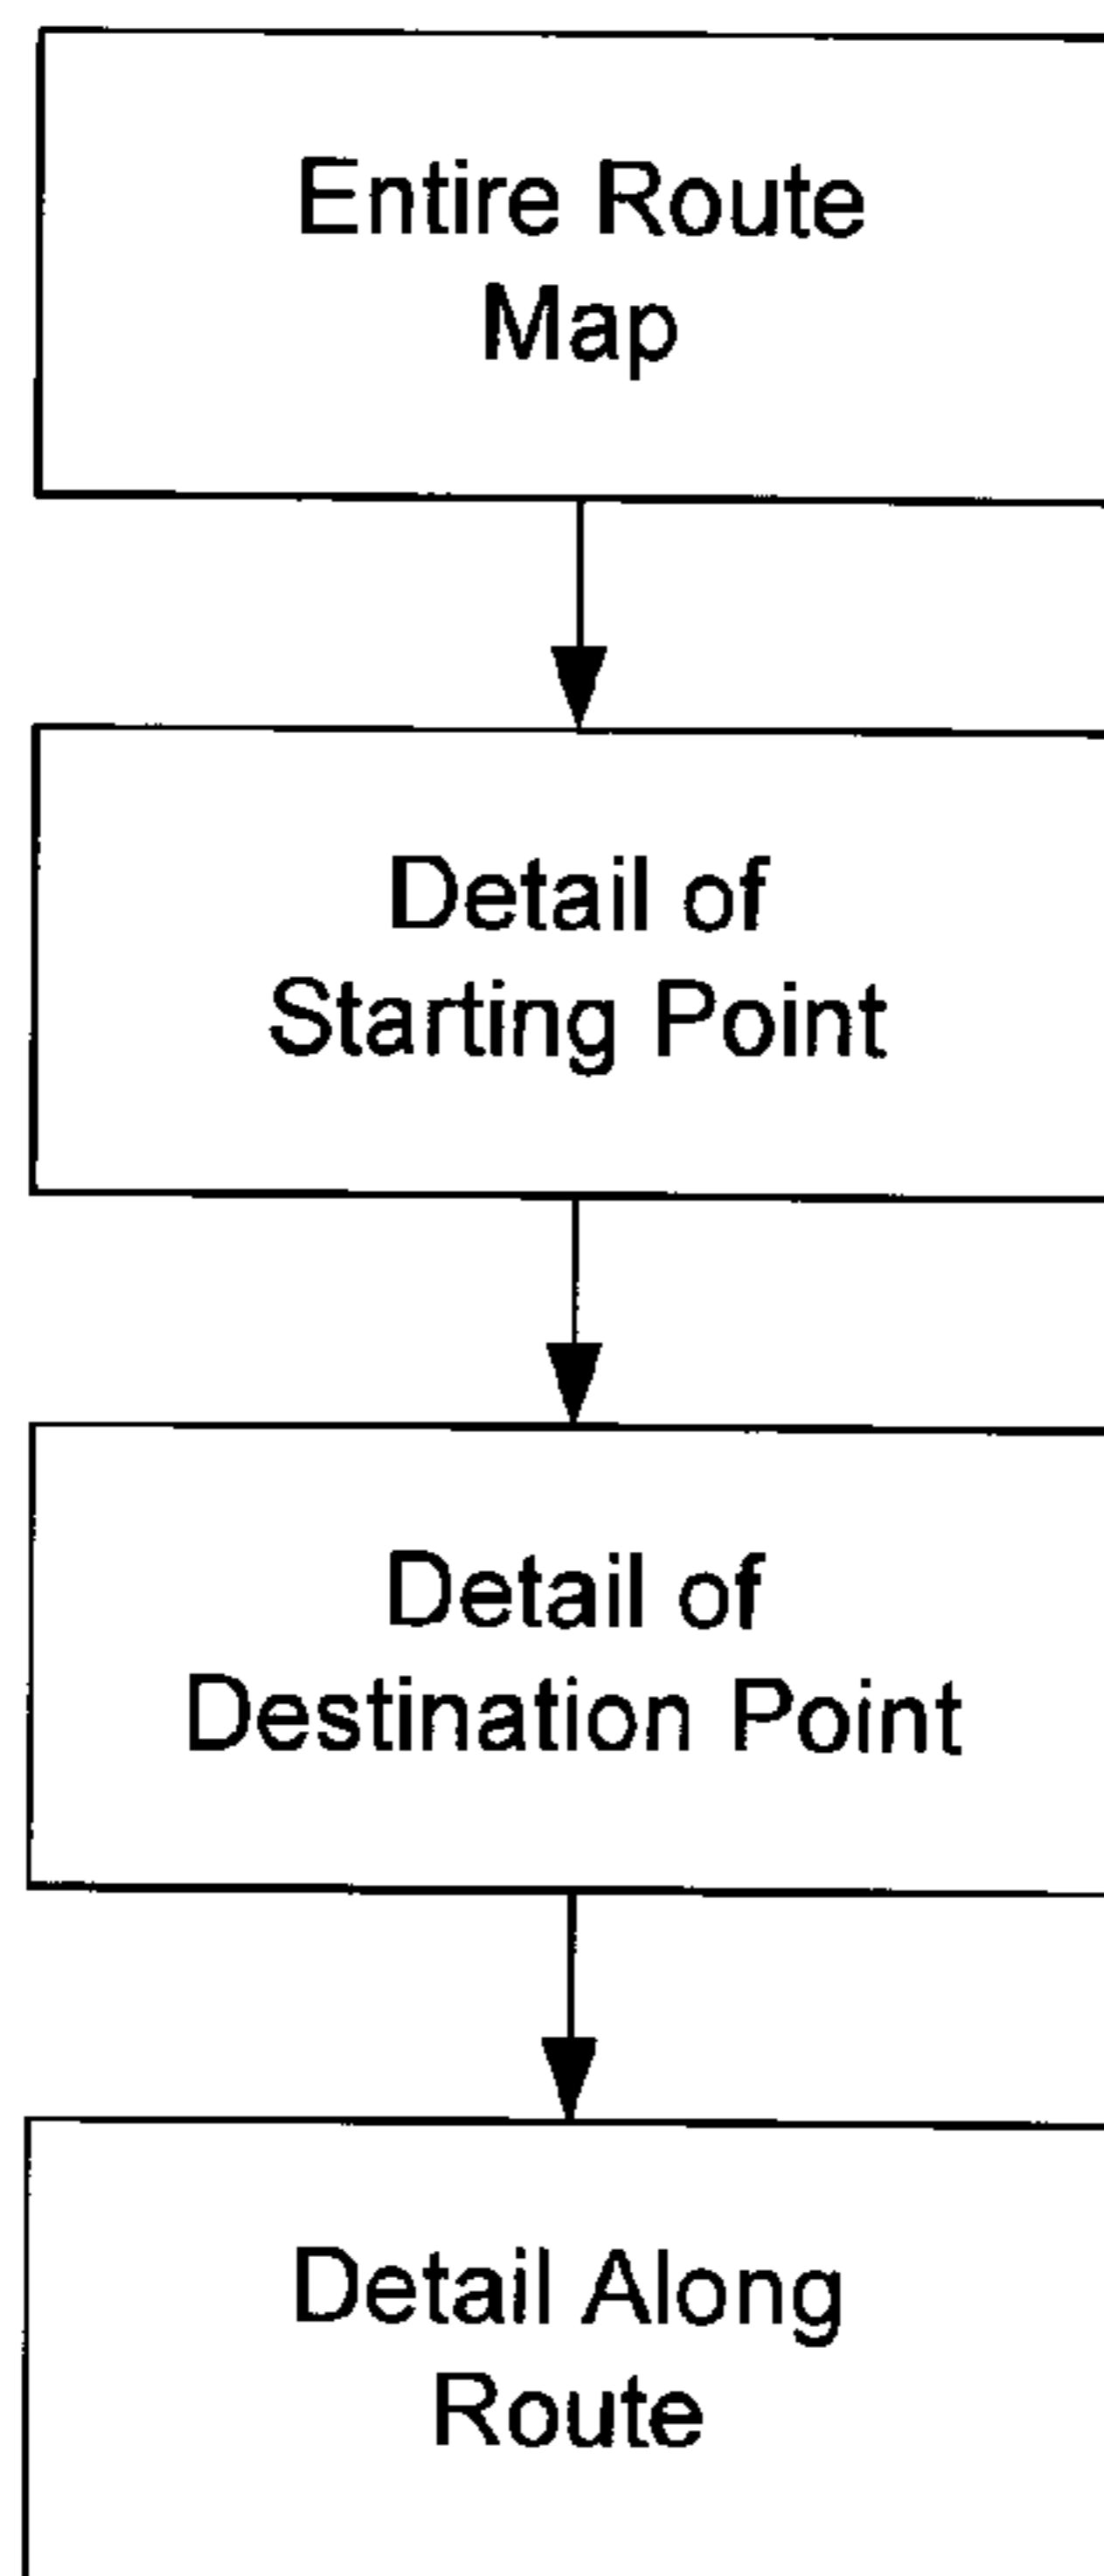 Entire Route
Map
Detail of
Starting Point
Detail of
Destination Point
Detail Along
Route